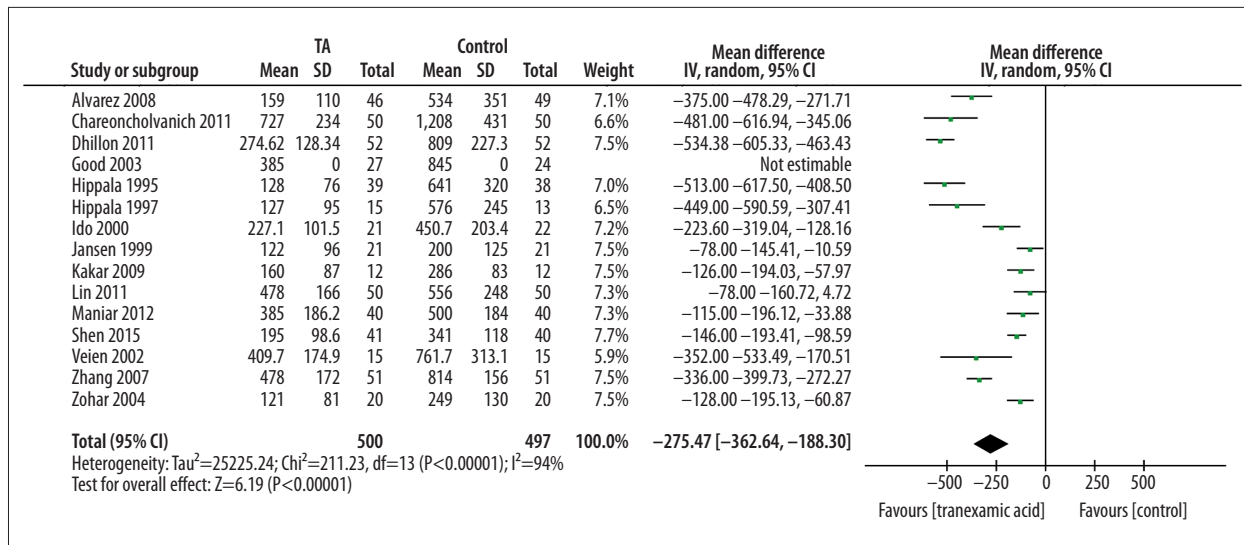 TA Control Mean difference Mean difference
Study or subgroup Mean SD Total Mean SD Total Weight IV, random, 95% CI IV, random, 95% CI
Alvarez 2008 159 110 46 534 351 49 7.1% −375.00 −478.29, −271.71
Chareoncholvanich 2011 727 234 50 1,208 431 50 6.6% −481.00 −616.94, −345.06
Dhillon 2011 274.62 128.34 52 809 227.3 52 7.5% −534.38 −605.33, −463.43
Good 2003 385 0 27 845 0 24 Not estimable
Hippala 1995 128 76 39 641 320 38 7.0% −513.00 −617.50, −408.50
Hippala 1997 127 95 15 576 245 13 6.5% −449.00 −590.59, −307.41
Ido 2000 227.1 101.5 21 450.7 203.4 22 7.2% −223.60 −319.04, −128.16
Jansen 1999 122 96 21 200 125 21 7.5% −78.00 −145.41, −10.59
Kakar 2009 160 87 12 286 83 12 7.5% −126.00 −194.03, −57.97
Lin 2011 478 166 50 556 248 50 7.3% −78.00 −160.72, 4.72
Maniar 2012 385 186.2 40 500 184 40 7.3% −115.00 −196.12, −33.88
Shen 2015 195 98.6 41 341 118 40 7.7% −146.00 −193.41, −98.59
Veien 2002 409.7 174.9 15 761.7 313.1 15 5.9% −352.00 −533.49, −170.51
Zhang 2007 478 172 51 814 156 51 7.5% −336.00 −399.73, −272.27
Zohar 2004 121 81 20 249 130 20 7.5% −128.00 −195.13, −60.87
Total (95% CI) 500 497 100.0% −275.47 [−362.64, −188.30]
Heterogeneity: Tau²=25225.24; Chi²=211.23, df=13 (P<0.00001); I²=94%
Test for overall effect: Z=6.19 (P<0.00001)
−500 −250 0 250 500
Favours [tranexamic acid] Favours [control]